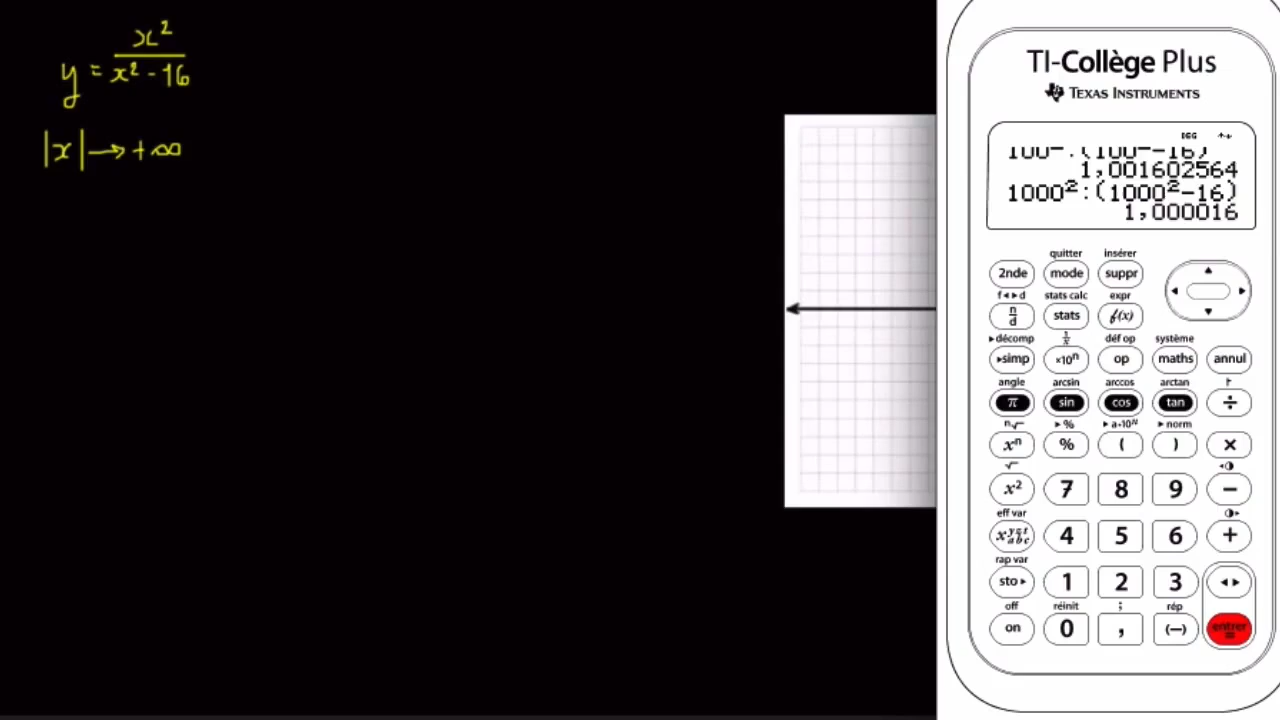 y = x² / x² - 16
|x| → +∞
TI-Collège Plus
TEXAS INSTRUMENTS
100²:(100²-16)
1,001602564
1000²:(1000²-16)
1,000016
quitter insérer
2nde mode suppr
f◄►d stats calc expr
n/d stats f(x)
►décomp 1/x déf op système
►simp ×10ⁿ op maths annul
angle arcsin arccos arctan
π sin cos tan ÷
ⁿ√ ►% ►a·10ᴺ ►norm
xⁿ % ( ) ×
√
x² 7 8 9 −
eff var
x y z t a b c 4 5 6 +
rap var
sto► 1 2 3 ◄►
off réinit ; rép
on 0 , (—) entrer =